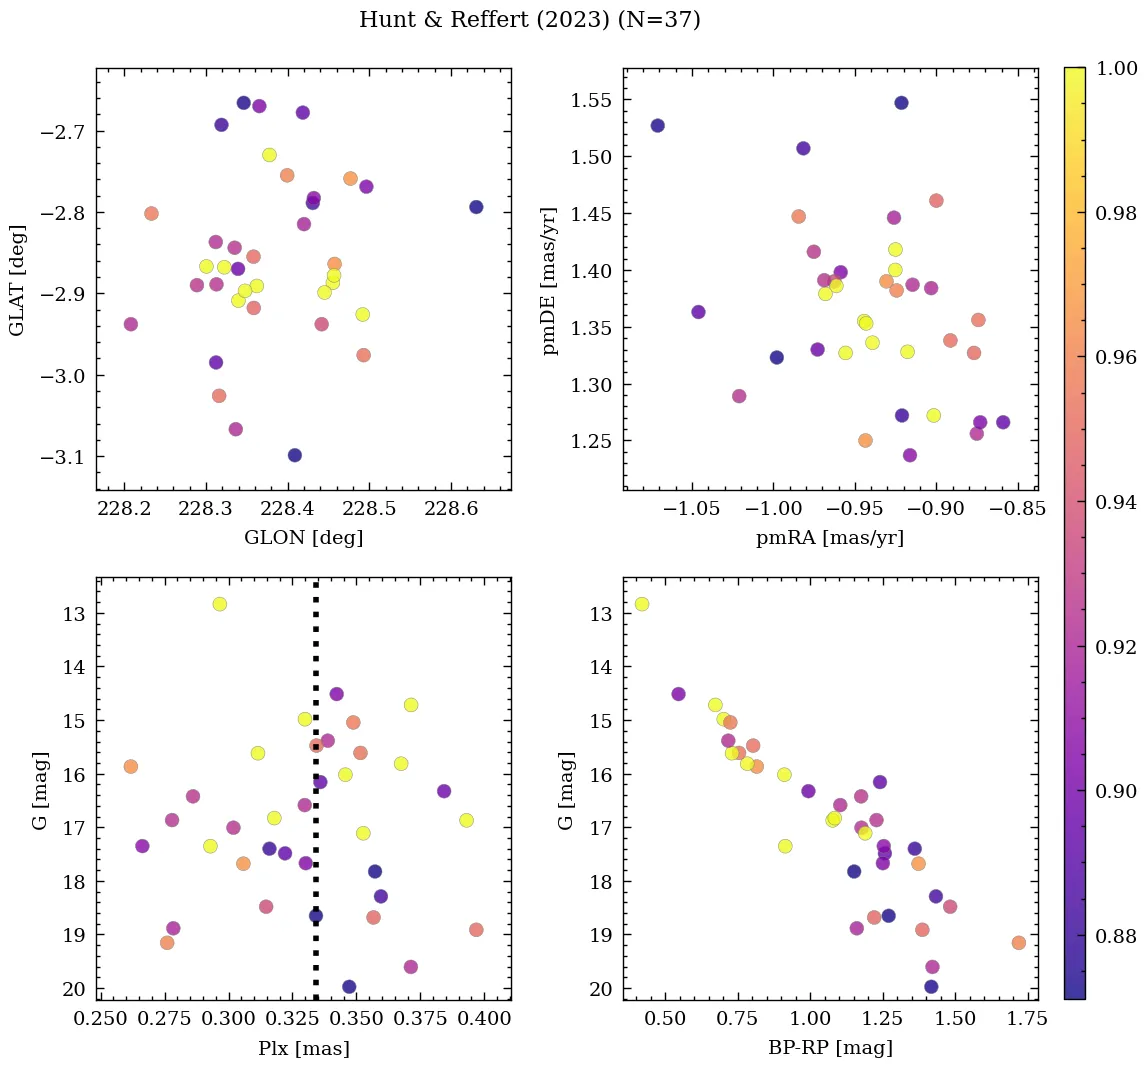 Hunt & Reffert (2023) (N=37)
−2.7
−2.8
−2.9
−3.0
−3.1
GLAT [deg]
228.2 228.3 228.4 228.5 228.6
GLON [deg]
1.55
1.50
1.45
1.40
1.35
1.30
1.25
pmDE [mas/yr]
−1.05 −1.00 −0.95 −0.90 −0.85
pmRA [mas/yr]
13
14
15
16
17
18
19
20
G [mag]
0.250 0.275 0.300 0.325 0.350 0.375 0.400
Plx [mas]
13
14
15
16
17
18
19
20
G [mag]
0.50 0.75 1.00 1.25 1.50 1.75
BP-RP [mag]
1.00
0.98
0.96
0.94
0.92
0.90
0.88